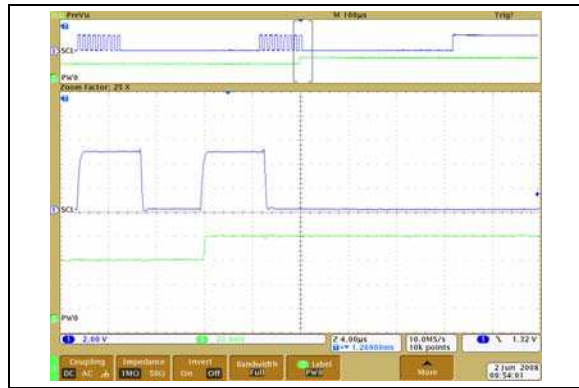 PreVu M 100µs Trig?
SCL
PW0
Zoom Factor: 25 X
SCL
PW0
1 2.00 V Z 4.00µs 10.0MS/s 1 1.32 V
10k points
Coupling Impedance Invert Bandwidth Label More
DC AC 1MΩ 50Ω On Off Full PW0
2 Jun 2008
09:54:01